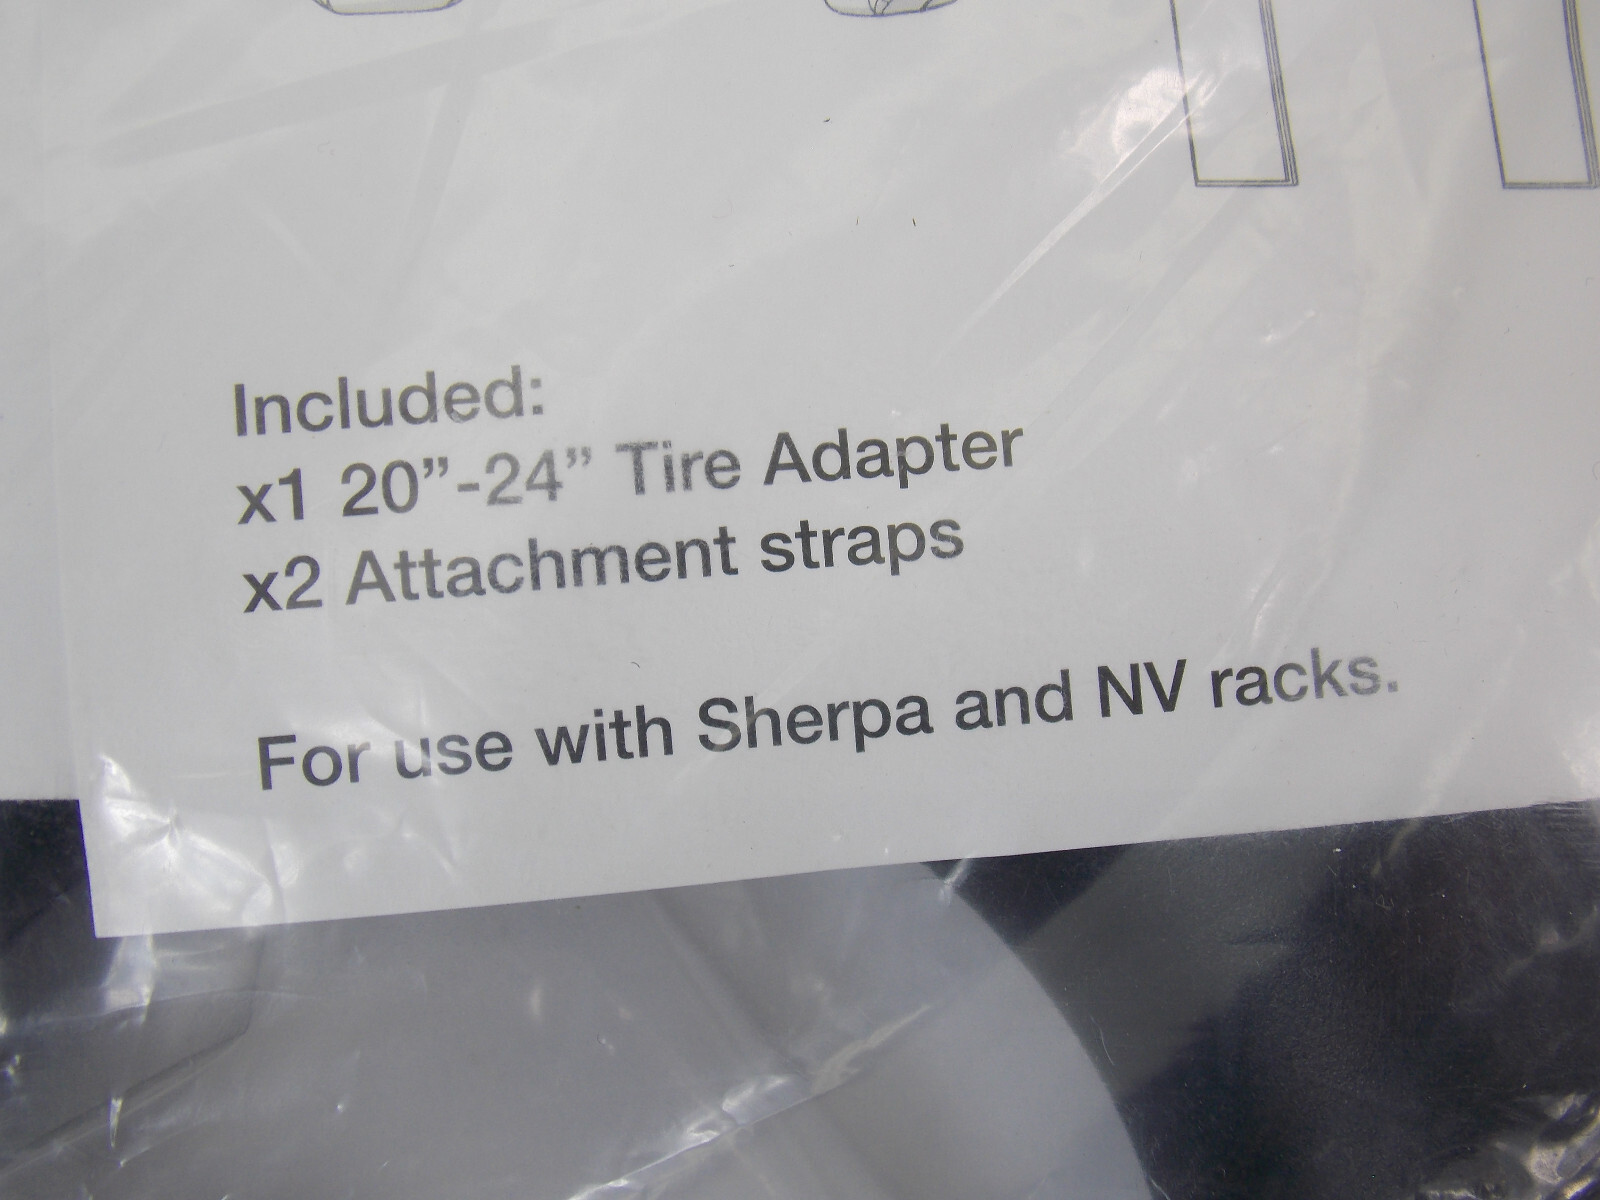 Included:
x1 20”-24” Tire Adapter
x2 Attachment straps
For use with Sherpa and NV racks.